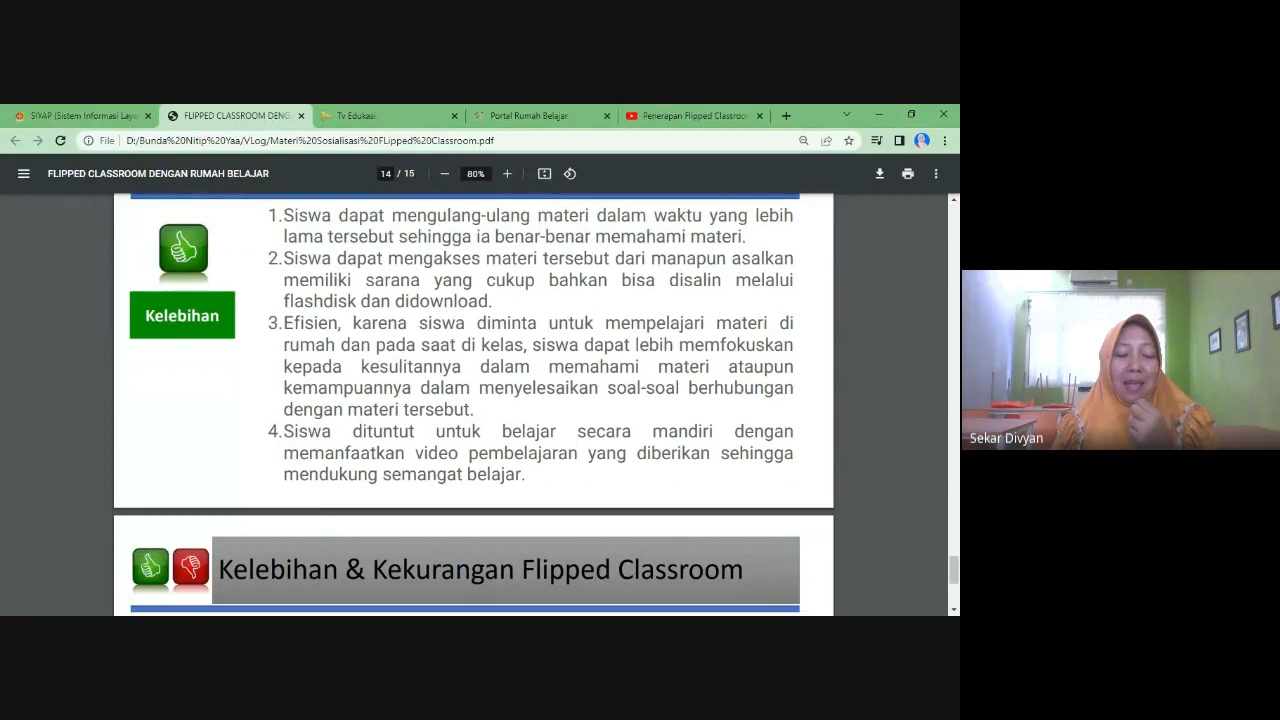 SIYAP (Sistem Informasi Laya
FLIPPED CLASSROOM DENG
Tv Edukasi
Portal Rumah Belajar
Penerapan Flipped Classroom
File D:/Bunda%20Nitip%20Yaa/VLog/Materi%20Sosialisasi%20FLipped%20Classroom.pdf
FLIPPED CLASSROOM DENGAN RUMAH BELAJAR
14 / 15
80%
1.Siswa dapat mengulang-ulang materi dalam waktu yang lebih
lama tersebut sehingga ia benar-benar memahami materi.
2.Siswa dapat mengakses materi tersebut dari manapun asalkan
memiliki sarana yang cukup bahkan bisa disalin melalui
flashdisk dan didownload.
Kelebihan
3.Efisien, karena siswa diminta untuk mempelajari materi di
rumah dan pada saat di kelas, siswa dapat lebih memfokuskan
kepada kesulitannya dalam memahami materi ataupun
kemampuannya dalam menyelesaikan soal-soal berhubungan
dengan materi tersebut.
4.Siswa dituntut untuk belajar secara mandiri dengan
memanfaatkan video pembelajaran yang diberikan sehingga
mendukung semangat belajar.
Kelebihan & Kekurangan Flipped Classroom
Sekar Divyan